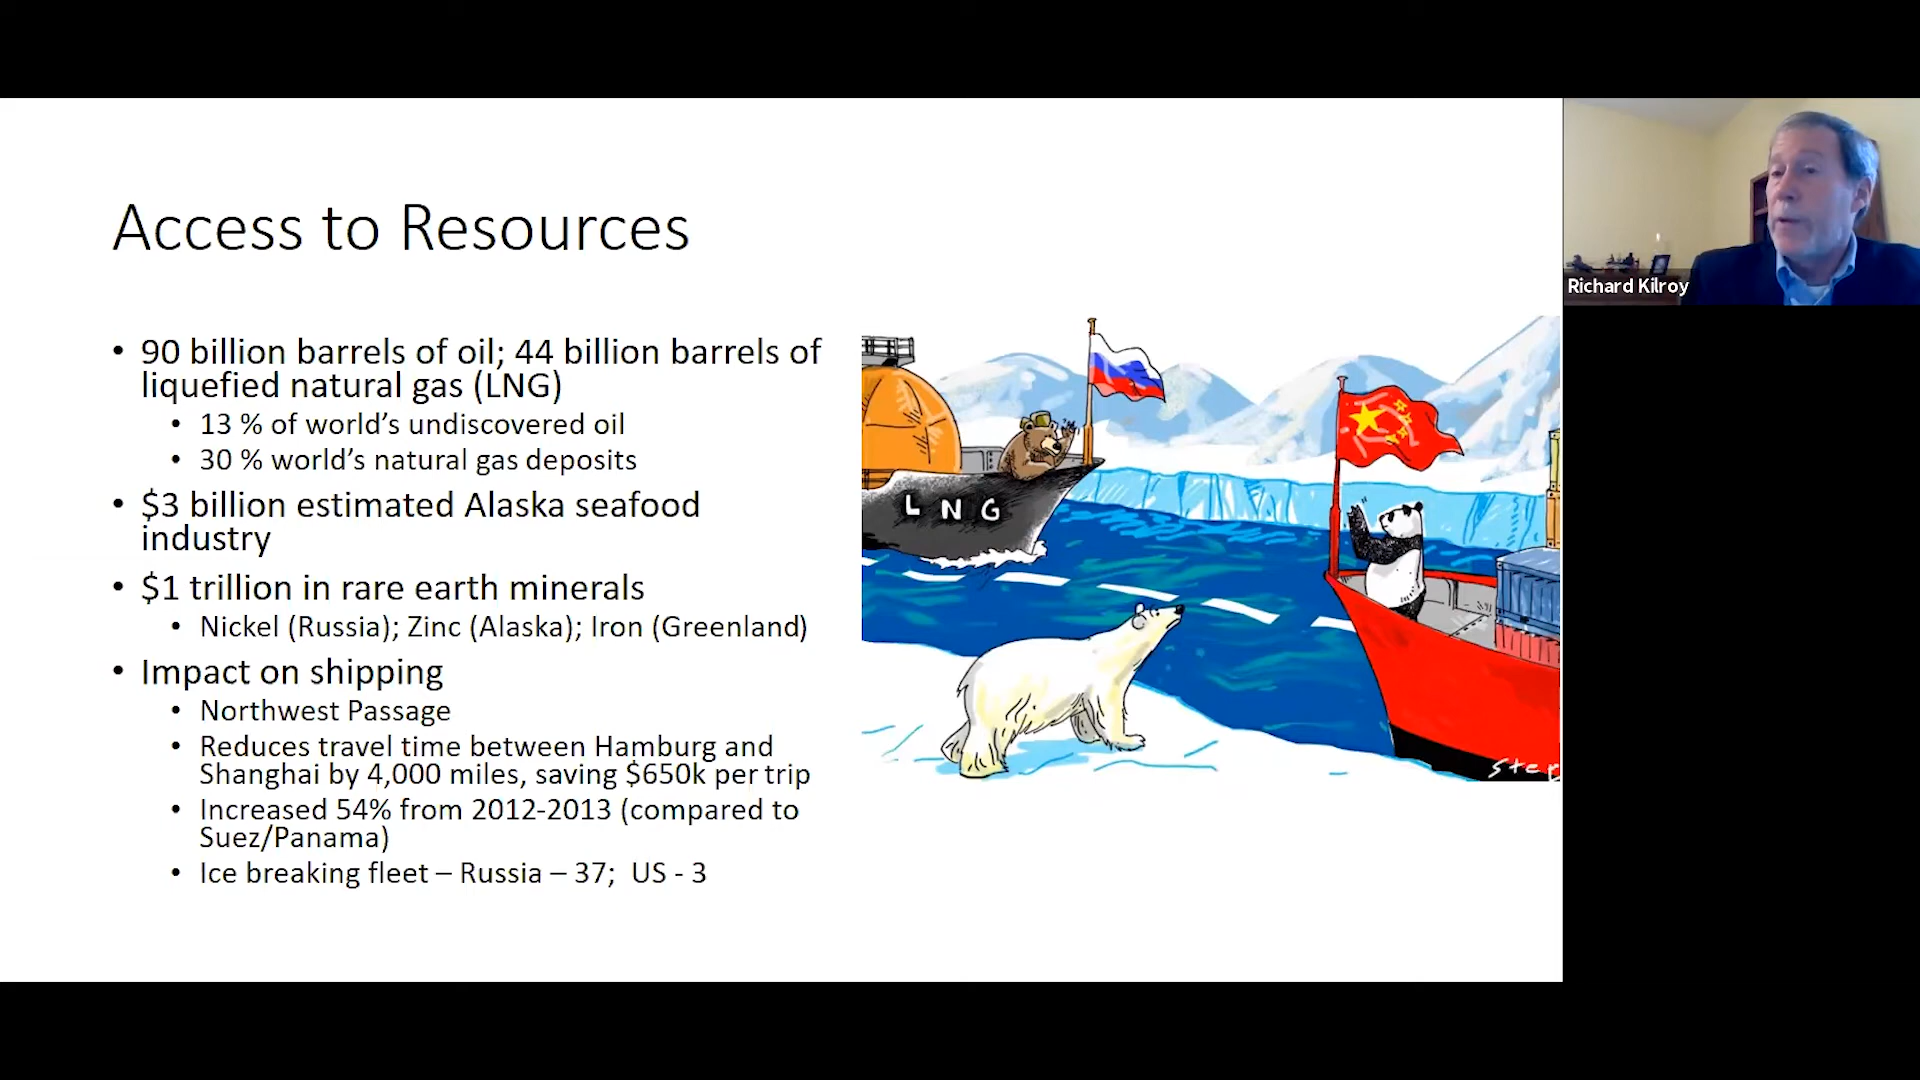 Access to Resources
• 90 billion barrels of oil; 44 billion barrels of
liquefied natural gas (LNG)
• 13 % of world's undiscovered oil
• 30 % world's natural gas deposits
• $3 billion estimated Alaska seafood
industry
• $1 trillion in rare earth minerals
• Nickel (Russia); Zinc (Alaska); Iron (Greenland)
• Impact on shipping
• Northwest Passage
• Reduces travel time between Hamburg and
Shanghai by 4,000 miles, saving $650k per trip
• Increased 54% from 2012-2013 (compared to
Suez/Panama)
• Ice breaking fleet – Russia – 37;  US - 3
LNG
Step
Richard Kilroy